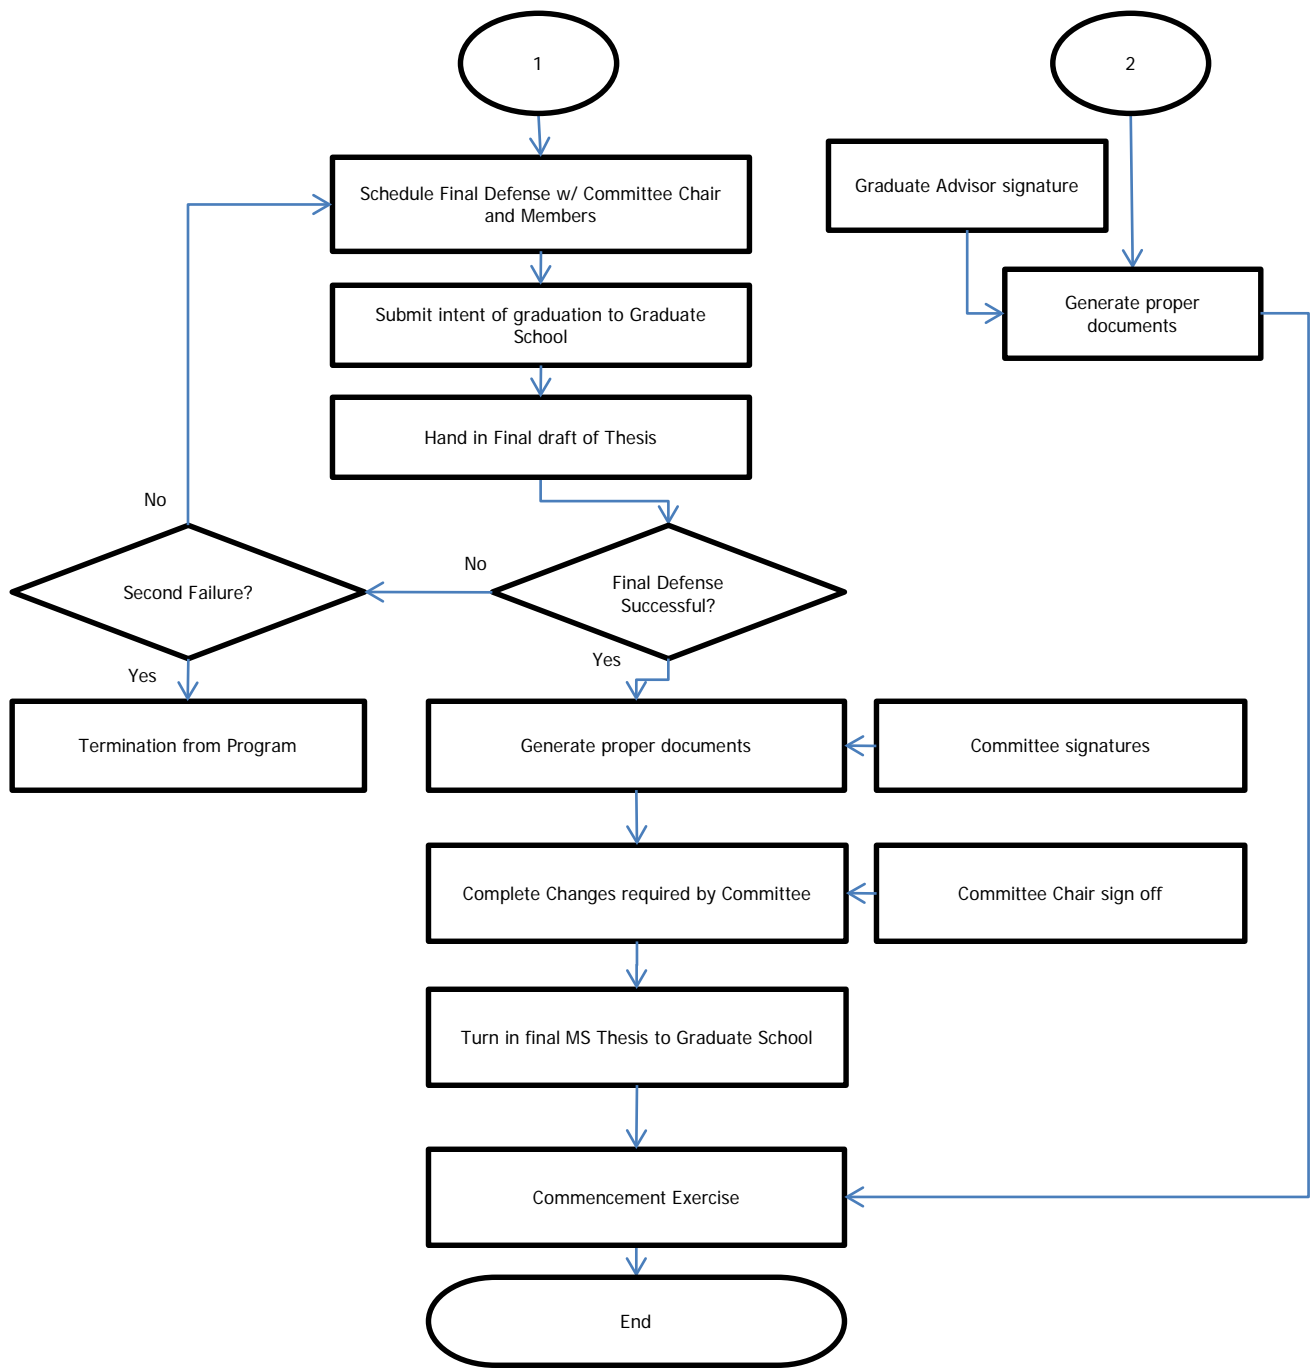 1
2
Graduate Advisor signature
Schedule Final Defense w/ Committee Chair
and Members
Generate proper
documents
Submit intent of graduation to Graduate
School
Hand in Final draft of Thesis
No
No
Second Failure?
Final Defense
Successful?
Yes
Yes
Termination from Program
Generate proper documents
Committee signatures
Complete Changes required by Committee
Committee Chair sign off
Turn in final MS Thesis to Graduate School
Commencement Exercise
End